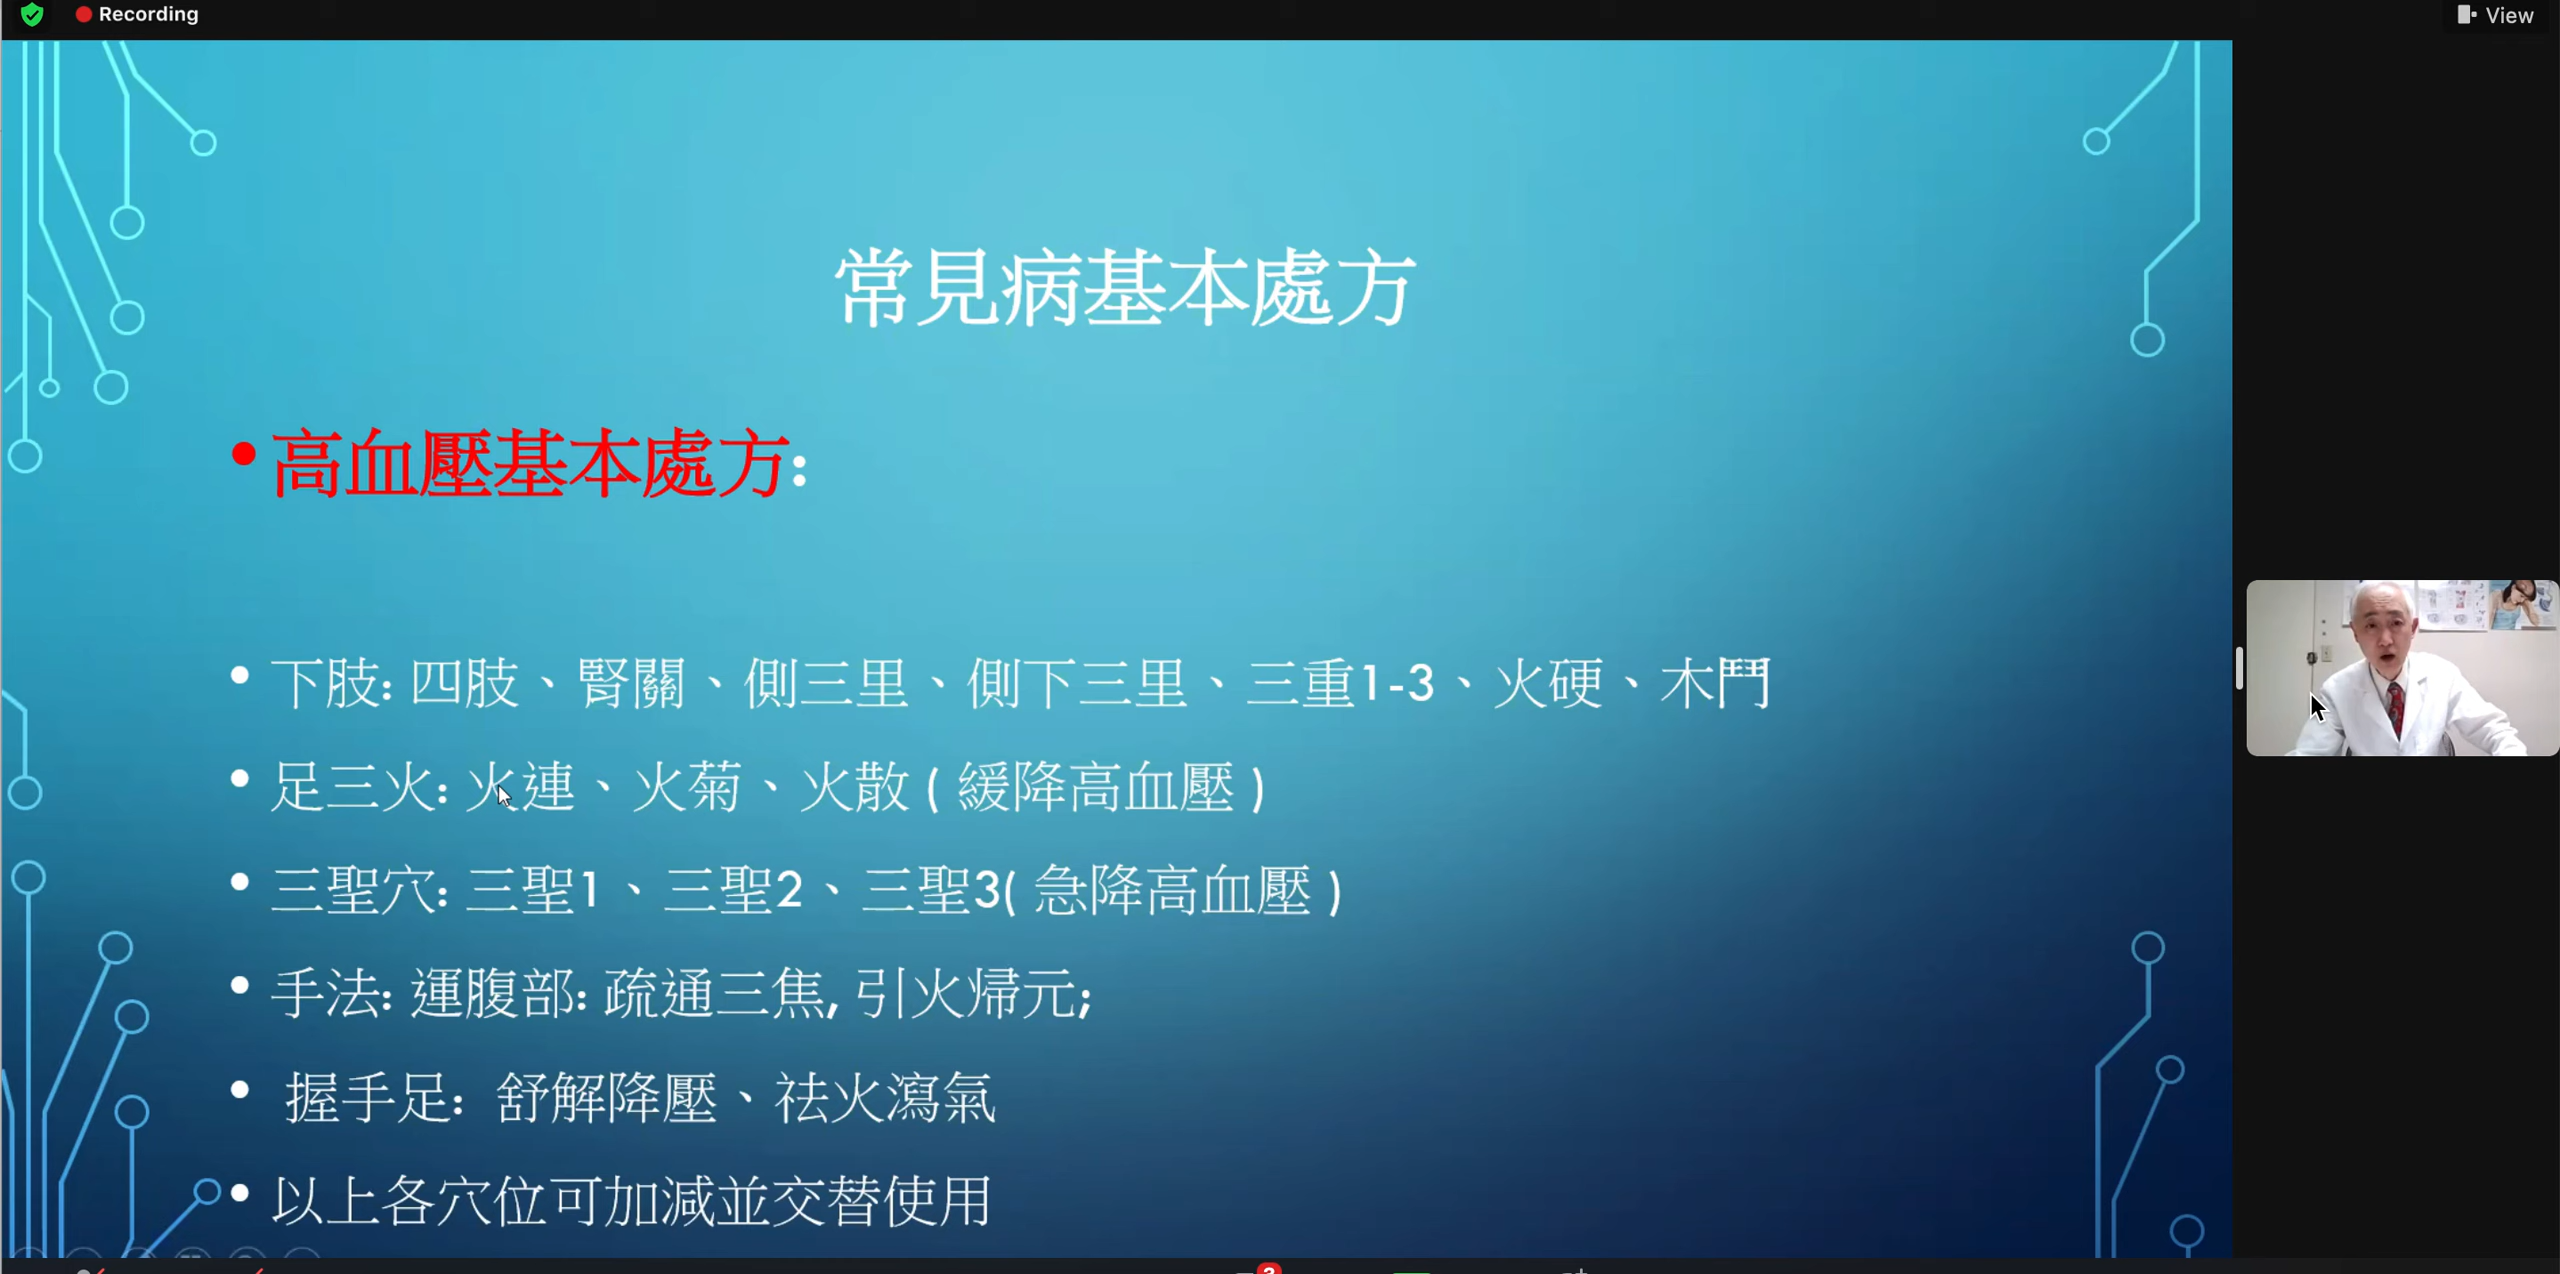 Recording
View
常見病基本處方
• 高血壓基本處方:
• 下肢: 四肢、腎關、側三里、側下三里、三重1-3、火硬、木鬥
• 足三火: 火連、火菊、火散 ( 緩降高血壓 )
• 三聖穴: 三聖1、三聖2、三聖3( 急降高血壓 )
• 手法: 運腹部: 疏通三焦, 引火帰元;
• 握手足: 舒解降壓、祛火瀉氣
• 以上各穴位可加減並交替使用